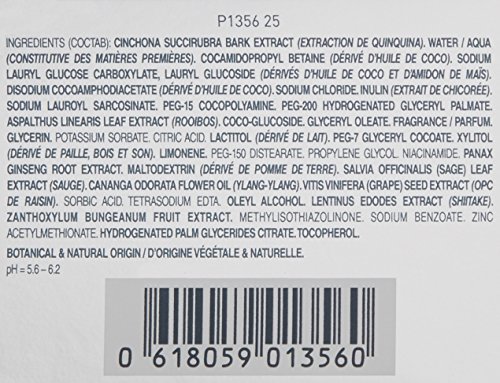 P1356 25
INGREDIENTS (COCTAB): CINCHONA SUCCIRUBRA BARK EXTRACT (EXTRACTION DE QUINQUINA). WATER / AQUA
(CONSTITUTIVE DES MATIÈRES PREMIÈRES). COCAMIDOPROPYL BETAINE (DÉRIVÉ D'HUILE DE COCO). SODIUM
LAURYL GLUCOSE CARBOXYLATE, LAURYL GLUCOSIDE (DÉRIVÉS D'HUILE DE COCO ET D'AMIDON DE MAÏS).
DISODIUM COCOAMPHODIACETATE (DÉRIVÉ D'HUILE DE COCO). SODIUM CHLORIDE. INULIN (EXTRAIT DE CHICORÉE).
SODIUM LAUROYL SARCOSINATE. PEG-15 COCOPOLYAMINE. PEG-200 HYDROGENATED GLYCERYL PALMATE.
ASPALTHUS LINEARIS LEAF EXTRACT (ROOIBOS). COCO-GLUCOSIDE. GLYCERYL OLEATE. FRAGRANCE / PARFUM.
GLYCERIN. POTASSIUM SORBATE. CITRIC ACID. LACTITOL (DÉRIVÉ DE LAIT). PEG-7 GLYCERYL COCOATE. XYLITOL
(DÉRIVÉ DE PAILLE, BOIS ET SON). LIMONENE. PEG-150 DISTEARATE. PROPYLENE GLYCOL. NIACINAMIDE. PANAX
GINSENG ROOT EXTRACT. MALTODEXTRIN (DÉRIVÉ DE POMME DE TERRE). SALVIA OFFICINALIS (SAGE) LEAF
EXTRACT (SAUGE). CANANGA ODORATA FLOWER OIL (YLANG-YLANG). VITIS VINIFERA (GRAPE) SEED EXTRACT (OPC
DE RAISIN). SORBIC ACID. TETRASODIUM EDTA. OLEYL ALCOHOL. LENTINUS EDODES EXTRACT (SHIITAKE).
ZANTHOXYLUM BUNGEANUM FRUIT EXTRACT. METHYLISOTHIAZOLINONE. SODIUM BENZOATE. ZINC
ACETYLMETHIONATE. HYDROGENATED PALM GLYCERIDES CITRATE. TOCOPHEROL.
BOTANICAL & NATURAL ORIGIN / D'ORIGINE VÉGÉTALE & NATURELLE.
pH = 5.6 – 6.2
0 618059 013560